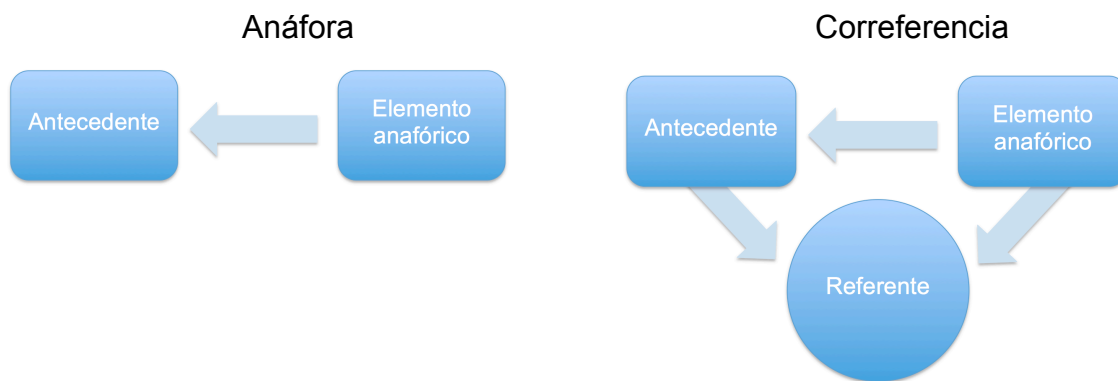 Anáfora
Antecedente
Elemento
anafórico
Correferencia
Antecedente
Elemento
anafórico
Referente